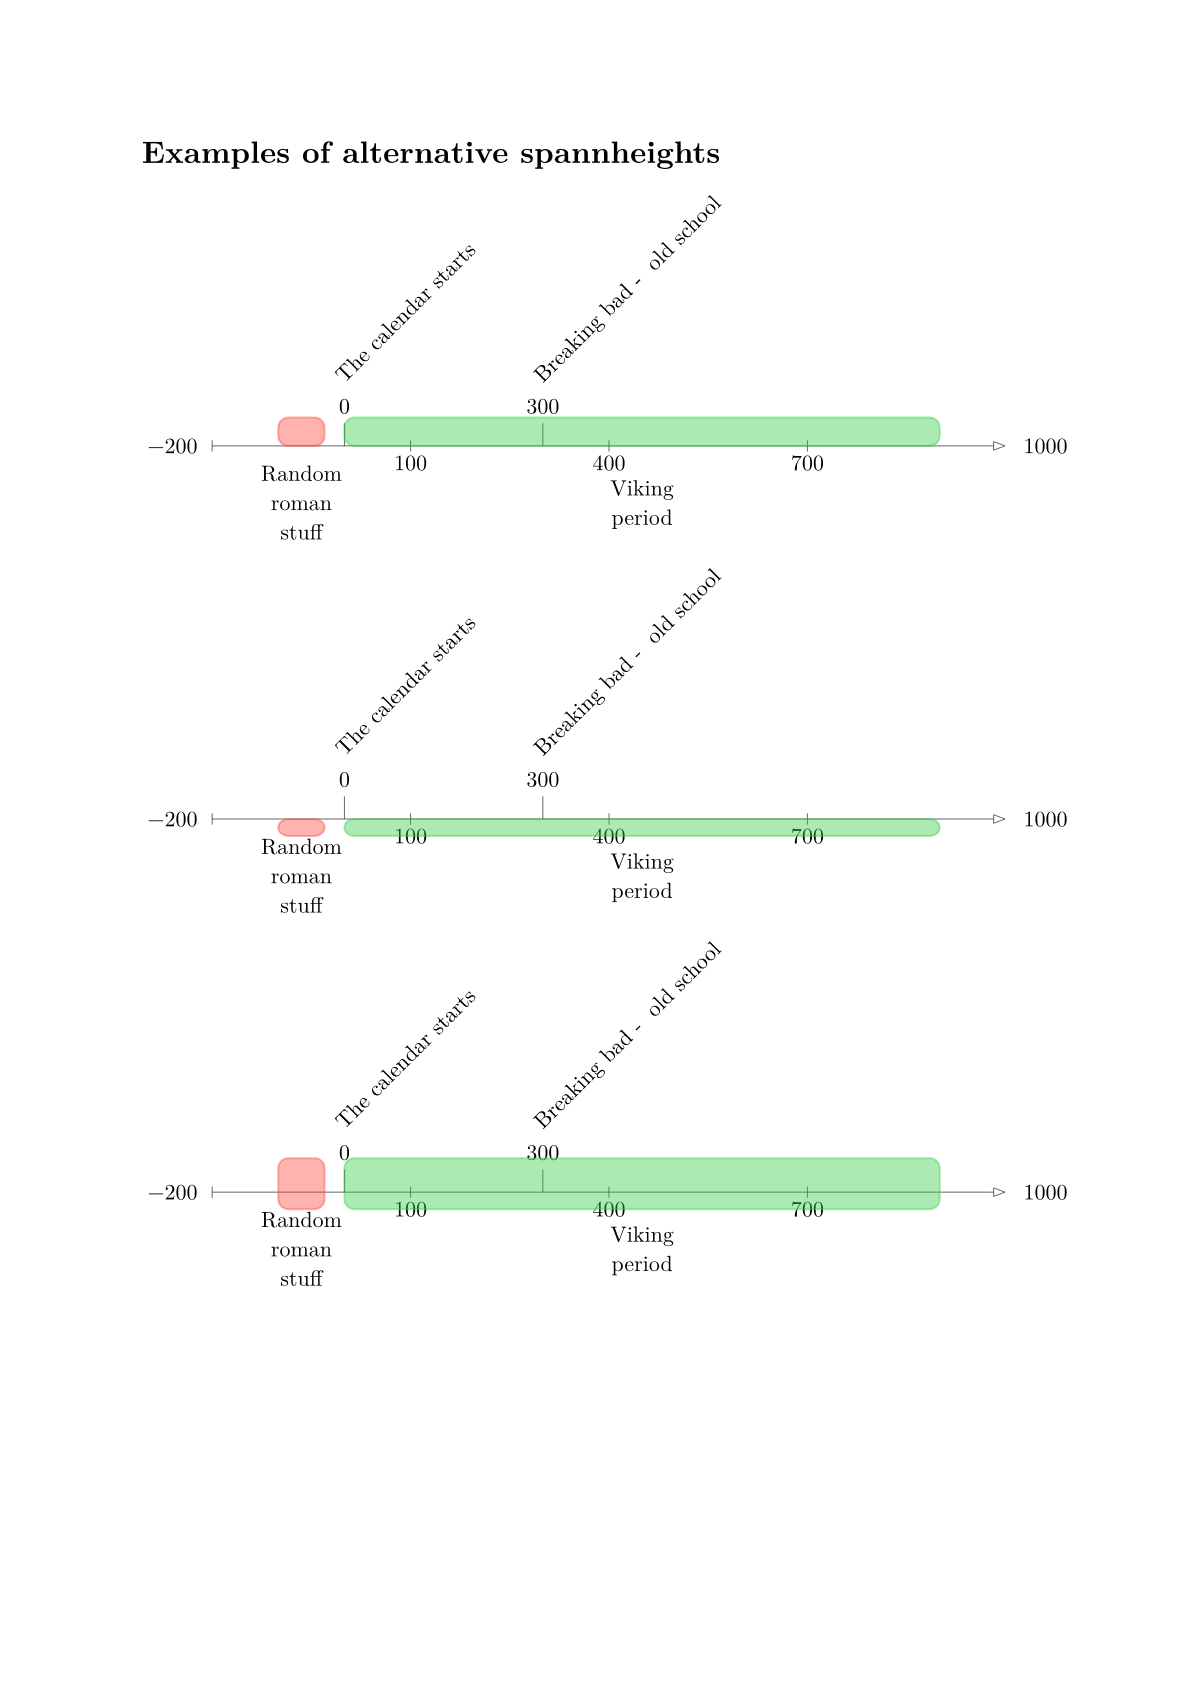 Examples of alternative spannheights
The calendar starts
Breaking bad -  old school
0
300
−200
1000
100
400
700
Random
roman
stuff
Viking
period
The calendar starts
Breaking bad -  old school
0
300
−200
1000
100
400
700
Random
roman
stuff
Viking
period
The calendar starts
Breaking bad -  old school
0
300
−200
1000
100
400
700
Random
roman
stuff
Viking
period